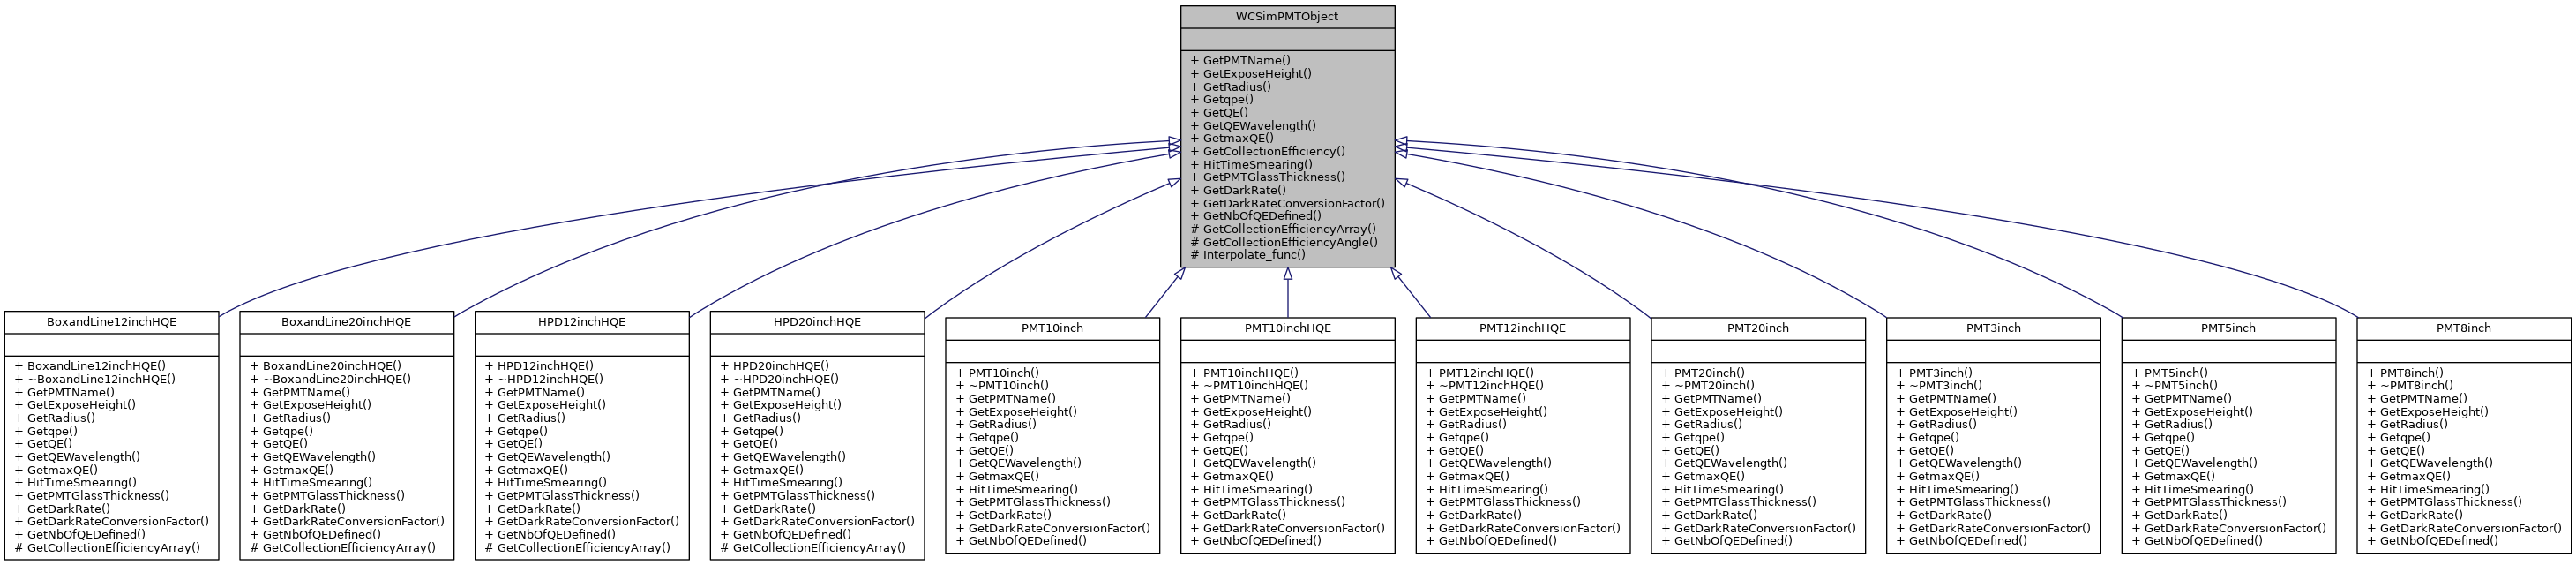 WCSimPMTObject
+ GetPMTName()
+ GetExposeHeight()
+ GetRadius()
+ Getqpe()
+ GetQE()
+ GetQEWavelength()
+ GetmaxQE()
+ GetCollectionEfficiency()
+ HitTimeSmearing()
+ GetPMTGlassThickness()
+ GetDarkRate()
+ GetDarkRateConversionFactor()
+ GetNbOfQEDefined()
# GetCollectionEfficiencyArray()
# GetCollectionEfficiencyAngle()
# Interpolate_func()
BoxandLine12inchHQE
+ BoxandLine12inchHQE()
+ ~BoxandLine12inchHQE()
+ GetPMTName()
+ GetExposeHeight()
+ GetRadius()
+ Getqpe()
+ GetQE()
+ GetQEWavelength()
+ GetmaxQE()
+ HitTimeSmearing()
+ GetPMTGlassThickness()
+ GetDarkRate()
+ GetDarkRateConversionFactor()
+ GetNbOfQEDefined()
# GetCollectionEfficiencyArray()
BoxandLine20inchHQE
+ BoxandLine20inchHQE()
+ ~BoxandLine20inchHQE()
+ GetPMTName()
+ GetExposeHeight()
+ GetRadius()
+ Getqpe()
+ GetQE()
+ GetQEWavelength()
+ GetmaxQE()
+ HitTimeSmearing()
+ GetPMTGlassThickness()
+ GetDarkRate()
+ GetDarkRateConversionFactor()
+ GetNbOfQEDefined()
# GetCollectionEfficiencyArray()
HPD12inchHQE
+ HPD12inchHQE()
+ ~HPD12inchHQE()
+ GetPMTName()
+ GetExposeHeight()
+ GetRadius()
+ Getqpe()
+ GetQE()
+ GetQEWavelength()
+ GetmaxQE()
+ HitTimeSmearing()
+ GetPMTGlassThickness()
+ GetDarkRate()
+ GetDarkRateConversionFactor()
+ GetNbOfQEDefined()
# GetCollectionEfficiencyArray()
HPD20inchHQE
+ HPD20inchHQE()
+ ~HPD20inchHQE()
+ GetPMTName()
+ GetExposeHeight()
+ GetRadius()
+ Getqpe()
+ GetQE()
+ GetQEWavelength()
+ GetmaxQE()
+ HitTimeSmearing()
+ GetPMTGlassThickness()
+ GetDarkRate()
+ GetDarkRateConversionFactor()
+ GetNbOfQEDefined()
# GetCollectionEfficiencyArray()
PMT10inch
+ PMT10inch()
+ ~PMT10inch()
+ GetPMTName()
+ GetExposeHeight()
+ GetRadius()
+ Getqpe()
+ GetQE()
+ GetQEWavelength()
+ GetmaxQE()
+ HitTimeSmearing()
+ GetPMTGlassThickness()
+ GetDarkRate()
+ GetDarkRateConversionFactor()
+ GetNbOfQEDefined()
PMT10inchHQE
+ PMT10inchHQE()
+ ~PMT10inchHQE()
+ GetPMTName()
+ GetExposeHeight()
+ GetRadius()
+ Getqpe()
+ GetQE()
+ GetQEWavelength()
+ GetmaxQE()
+ HitTimeSmearing()
+ GetPMTGlassThickness()
+ GetDarkRate()
+ GetDarkRateConversionFactor()
+ GetNbOfQEDefined()
PMT12inchHQE
+ PMT12inchHQE()
+ ~PMT12inchHQE()
+ GetPMTName()
+ GetExposeHeight()
+ GetRadius()
+ Getqpe()
+ GetQE()
+ GetQEWavelength()
+ GetmaxQE()
+ HitTimeSmearing()
+ GetPMTGlassThickness()
+ GetDarkRate()
+ GetDarkRateConversionFactor()
+ GetNbOfQEDefined()
PMT20inch
+ PMT20inch()
+ ~PMT20inch()
+ GetPMTName()
+ GetExposeHeight()
+ GetRadius()
+ Getqpe()
+ GetQE()
+ GetQEWavelength()
+ GetmaxQE()
+ HitTimeSmearing()
+ GetPMTGlassThickness()
+ GetDarkRate()
+ GetDarkRateConversionFactor()
+ GetNbOfQEDefined()
PMT3inch
+ PMT3inch()
+ ~PMT3inch()
+ GetPMTName()
+ GetExposeHeight()
+ GetRadius()
+ Getqpe()
+ GetQE()
+ GetQEWavelength()
+ GetmaxQE()
+ HitTimeSmearing()
+ GetPMTGlassThickness()
+ GetDarkRate()
+ GetDarkRateConversionFactor()
+ GetNbOfQEDefined()
PMT5inch
+ PMT5inch()
+ ~PMT5inch()
+ GetPMTName()
+ GetExposeHeight()
+ GetRadius()
+ Getqpe()
+ GetQE()
+ GetQEWavelength()
+ GetmaxQE()
+ HitTimeSmearing()
+ GetPMTGlassThickness()
+ GetDarkRate()
+ GetDarkRateConversionFactor()
+ GetNbOfQEDefined()
PMT8inch
+ PMT8inch()
+ ~PMT8inch()
+ GetPMTName()
+ GetExposeHeight()
+ GetRadius()
+ Getqpe()
+ GetQE()
+ GetQEWavelength()
+ GetmaxQE()
+ HitTimeSmearing()
+ GetPMTGlassThickness()
+ GetDarkRate()
+ GetDarkRateConversionFactor()
+ GetNbOfQEDefined()